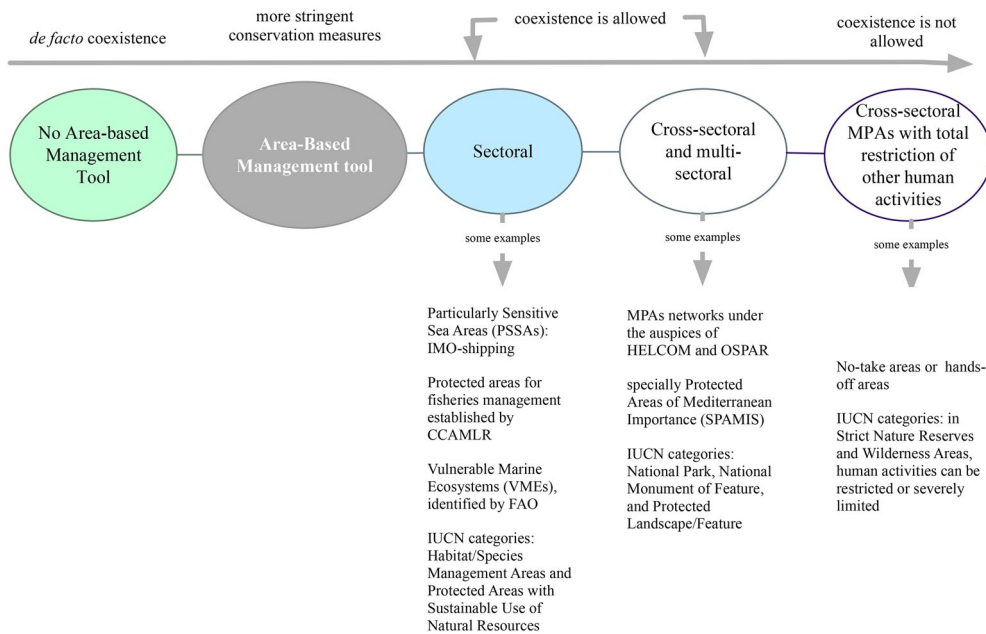 de facto coexistence
more stringent
conservation measures
coexistence is allowed
coexistence is not
allowed
No Area-based
Management
Tool
Area-Based
Management tool
Sectoral
Cross-sectoral
and multi-
sectoral
Cross-sectoral
MPAs with total
restriction of
other human
activities
some examples
some examples
some examples
Particularly Sensitive
Sea Areas (PSSAs):
IMO-shipping
Protected areas for
fisheries management
established by
CCAMLR
Vulnerable Marine
Ecosystems (VMEs),
identified by FAO
IUCN categories:
Habitat/Species
Management Areas and
Protected Areas with
Sustainable Use of
Natural Resources
MPAs networks under
the auspices of
HELCOM and OSPAR
specially Protected
Areas of Mediterranean
Importance (SPAMIS)
IUCN categories:
National Park, National
Monument of Feature,
and Protected
Landscape/Feature
No-take areas or hands-
off areas
IUCN categories: in
Strict Nature Reserves
and Wilderness Areas,
human activities can be
restricted or severely
limited